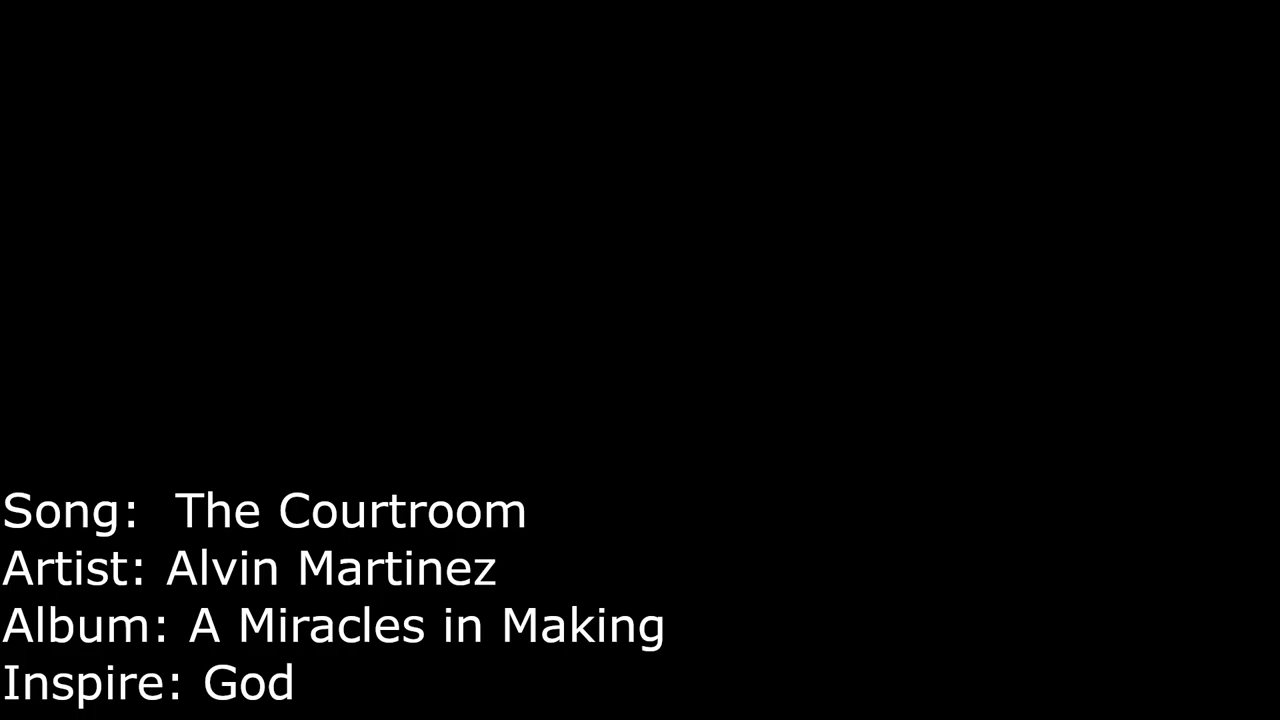 Song:  The Courtroom
Artist: Alvin Martinez
Album: A Miracles in Making
Inspire: God